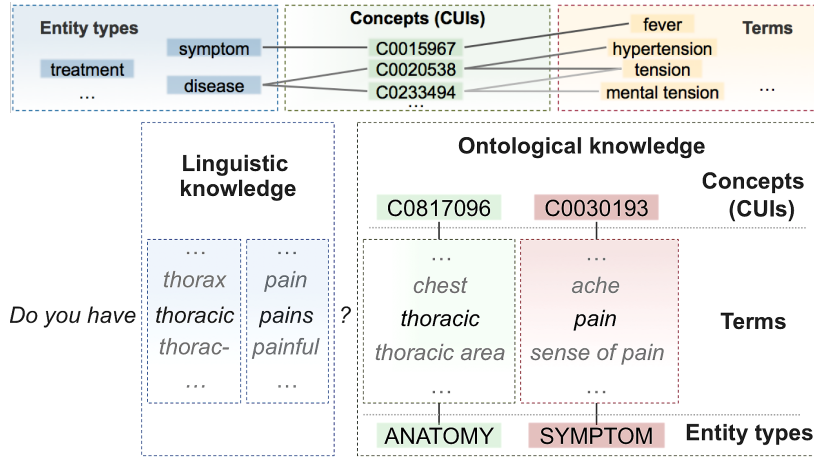 Entity types
Concepts (CUIs)
Terms
symptom
treatment
disease
...
C0015967
C0020538
C0233494
...
fever
hypertension
tension
mental tension
...
Linguistic
knowledge
Ontological knowledge
Concepts
(CUIs)
C0817096
C0030193
Do you have
...
thorax
thoracic
thorac-
...
...
pain
pains
painful
...
?
...
chest
thoracic
thoracic area
...
...
ache
pain
sense of pain
...
Terms
ANATOMY
SYMPTOM
Entity types